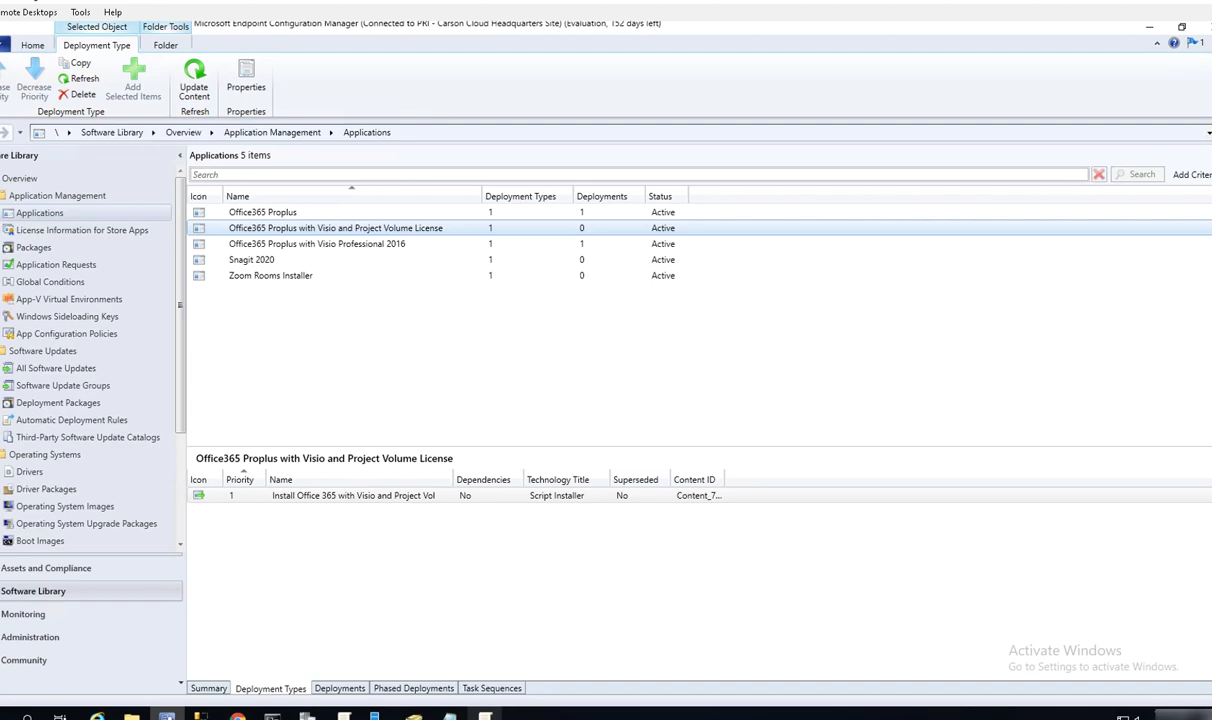 mote Desktops Tools Help
Selected Object Folder Tools Microsoft Endpoint Configuration Manager (Connected to PRI - Carson Cloud Headquarters Site) (Evaluation, 152 days left)
Home Deployment Type Folder 1
ase Decrease Copy Add Update Properties
ity Priority Refresh Selected Items Content
Delete
Deployment Type Refresh Properties
\ Software Library Overview Application Management Applications
re Library
Applications 5 items
Search Search Add Criter
Icon Name Deployment Types Deployments Status
Office365 Proplus 1 1 Active
Office365 Proplus with Visio and Project Volume License 1 0 Active
Office365 Proplus with Visio Professional 2016 1 1 Active
Snagit 2020 1 0 Active
Zoom Rooms Installer 1 0 Active
Overview
Application Management
Applications
License Information for Store Apps
Packages
Application Requests
Global Conditions
App-V Virtual Environments
Windows Sideloading Keys
App Configuration Policies
Software Updates
All Software Updates
Software Update Groups
Deployment Packages
Automatic Deployment Rules
Third-Party Software Update Catalogs
Operating Systems
Drivers
Driver Packages
Operating System Images
Operating System Upgrade Packages
Boot Images
Assets and Compliance
Software Library
Monitoring
Administration
Community
Office365 Proplus with Visio and Project Volume License
Icon Priority Name Dependencies Technology Title Superseded Content ID
1 Install Office 365 with Visio and Project Vol No Script Installer No Content_7...
Activate Windows
Go to Settings to activate Windows.
Summary Deployment Types Deployments Phased Deployments Task Sequences